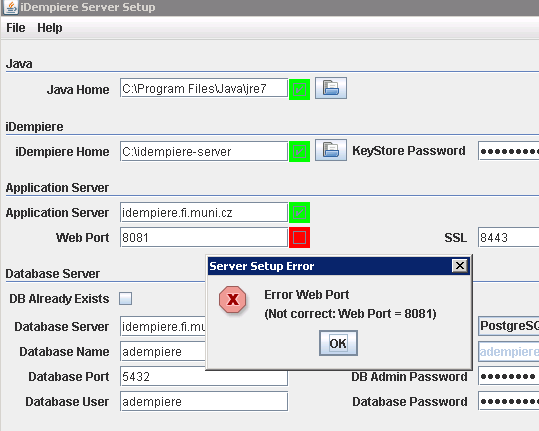 iDempiere Server Setup
File Help
Java
Java Home C:\Program Files\Java\jre7
iDempiere
iDempiere Home C:\idempiere-server KeyStore Password
Application Server
Application Server idempiere.fi.muni.cz
Web Port 8081 SSL 8443
Server Setup Error
Error Web Port
(Not correct: Web Port = 8081)
OK
Database Server
DB Already Exists
Database Server idempiere.fi.mu PostgreSQ
Database Name adempiere adempiere
Database Port 5432 DB Admin Password
Database User adempiere Database Password